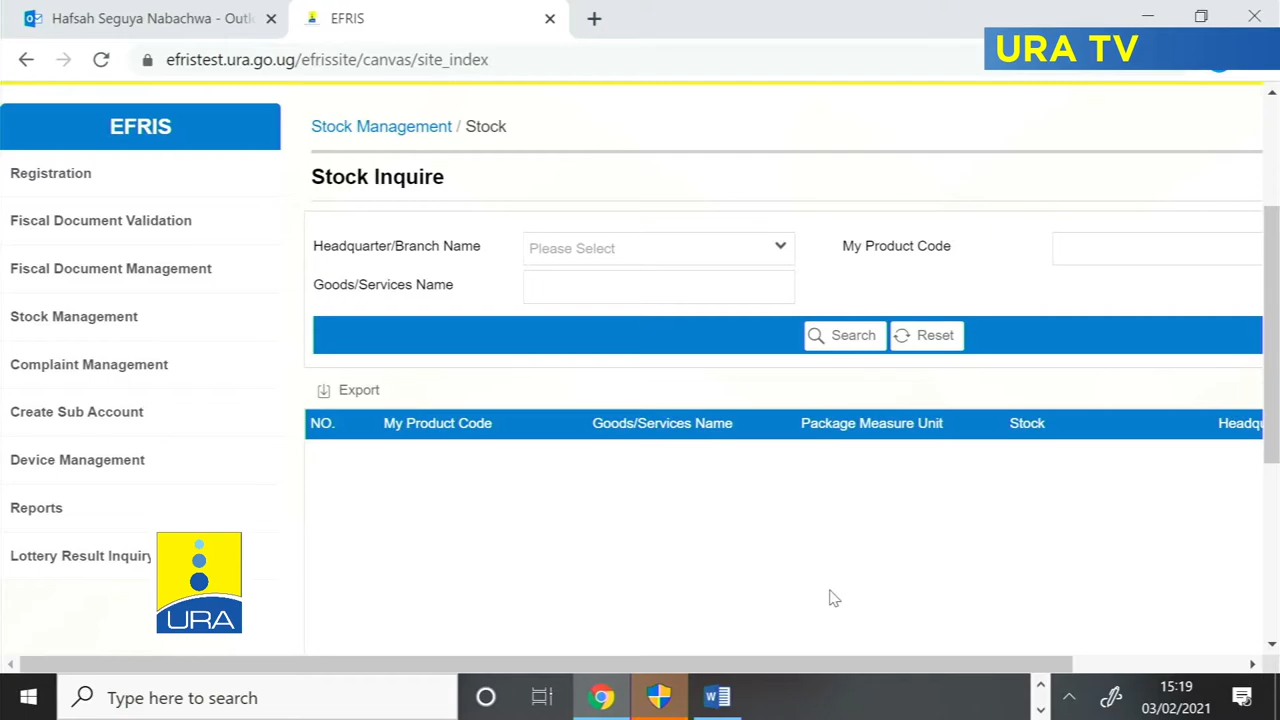 Hafsah Seguya Nabachwa - Outl
EFRIS
URA TV
efristest.ura.go.ug/efrissite/canvas/site_index
EFRIS
Registration
Fiscal Document Validation
Fiscal Document Management
Stock Management
Complaint Management
Create Sub Account
Device Management
Reports
Lottery Result Inquiry
URA
Stock Management / Stock
Stock Inquire
Headquarter/Branch Name Please Select My Product Code
Goods/Services Name
Search Reset
Export
NO. My Product Code Goods/Services Name Package Measure Unit Stock Headqu
Type here to search
15:19
03/02/2021